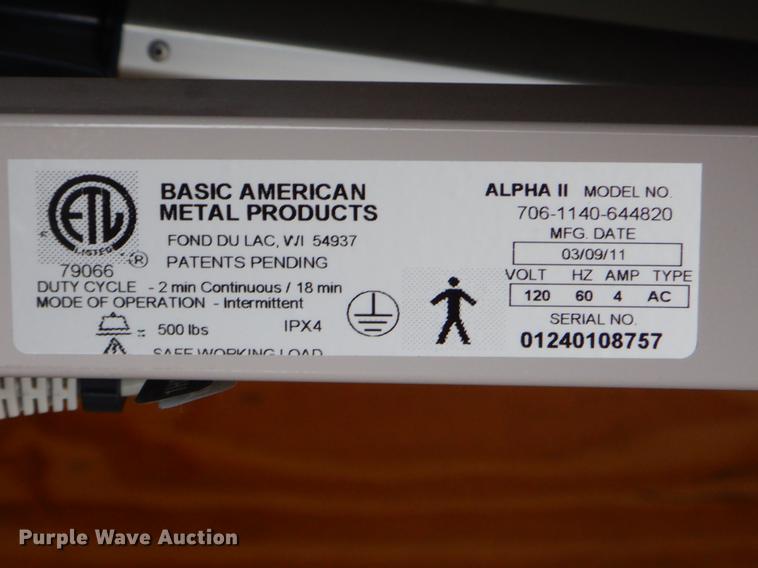 ETL
LISTED
®
79066
BASIC AMERICAN
METAL PRODUCTS
FOND DU LAC, WI 54937
PATENTS PENDING
DUTY CYCLE - 2 min Continuous / 18 min
MODE OF OPERATION - Intermittent
= 500 lbs IPX4
SAFE WORKING LOAD
ALPHA II MODEL NO.
706-1140-644820
MFG. DATE
03/09/11
VOLT HZ AMP TYPE
120 60 4 AC
SERIAL NO.
01240108757
Purple Wave Auction